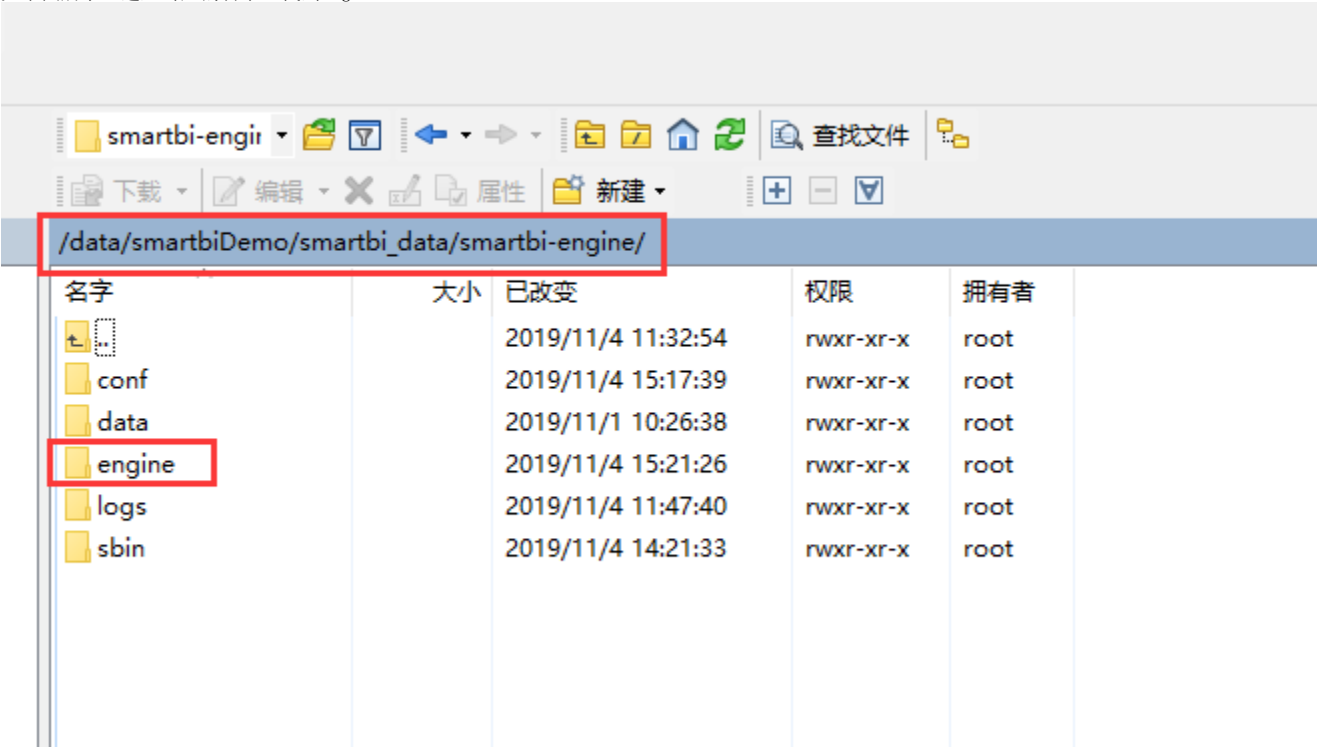 smartbi-engir
查找文件
下载 编辑 属性 新建
/data/smartbiDemo/smartbi_data/smartbi-engine/
名字 大小 已改变 权限 拥有者
.. 2019/11/4 11:32:54 rwxr-xr-x root
conf 2019/11/4 15:17:39 rwxr-xr-x root
data 2019/11/1 10:26:38 rwxr-xr-x root
engine 2019/11/4 15:21:26 rwxr-xr-x root
logs 2019/11/4 11:47:40 rwxr-xr-x root
sbin 2019/11/4 14:21:33 rwxr-xr-x root